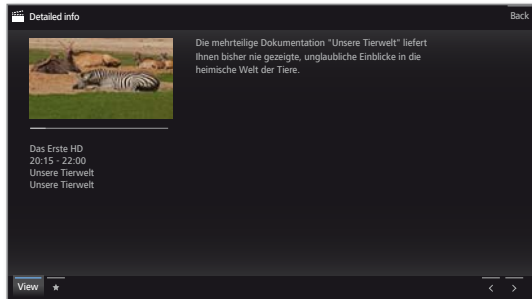 Detailed info
Back
Die mehrteilige Dokumentation "Unsere Tierwelt" liefert
Ihnen bisher nie gezeigte, unglaubliche Einblicke in die
heimische Welt der Tiere.
Das Erste HD
20:15 - 22:00
Unsere Tierwelt
Unsere Tierwelt
View